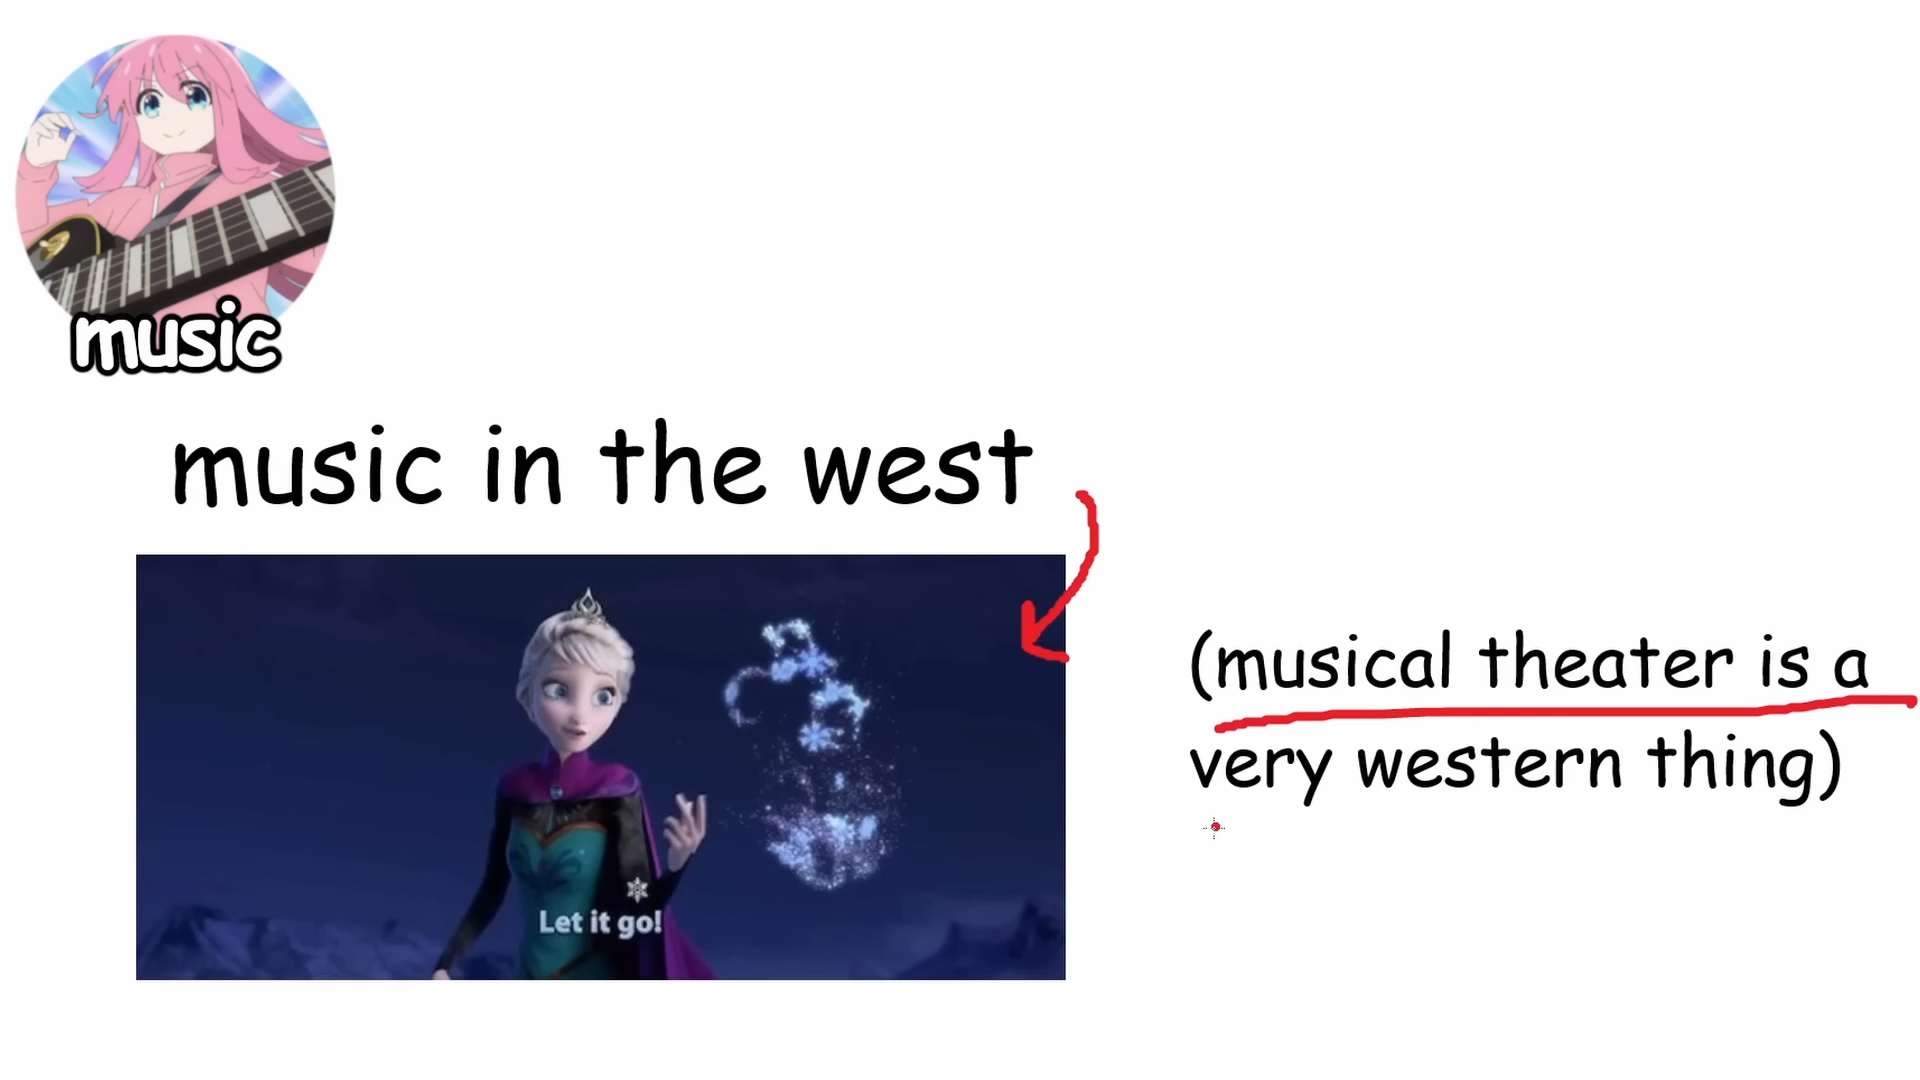 music
music in the west
Let it go!
(musical theater is a
very western thing)